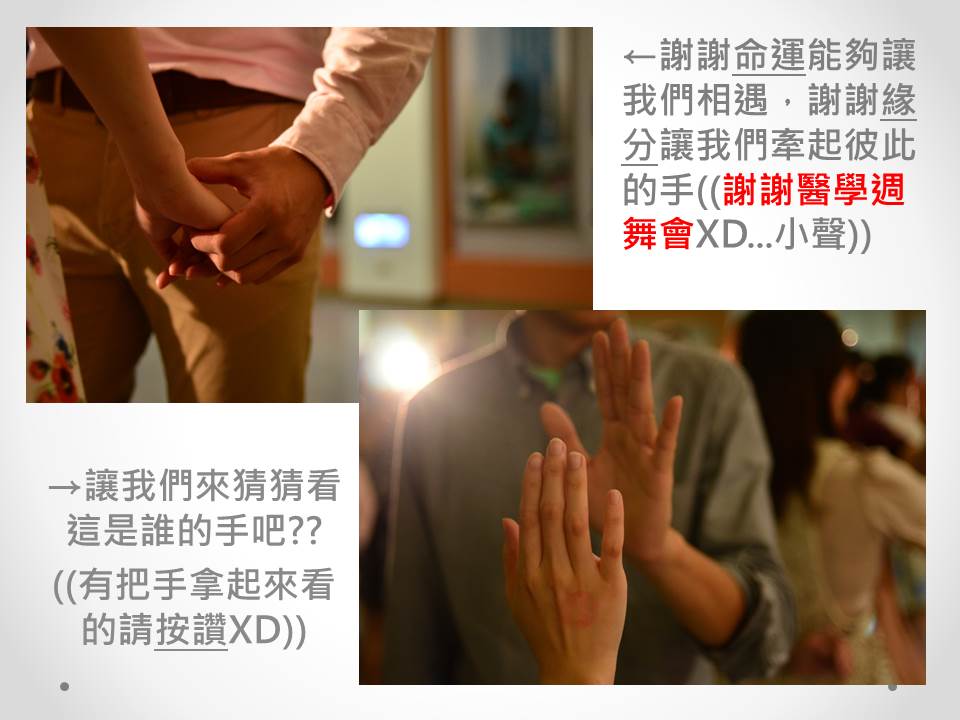 ←謝謝命運能夠讓
我們相遇，謝謝緣
分讓我們牽起彼此
的手((謝謝醫學週
舞會XD...小聲))
→讓我們來猜猜看
這是誰的手吧??
((有把手拿起來看
的請按讚XD))